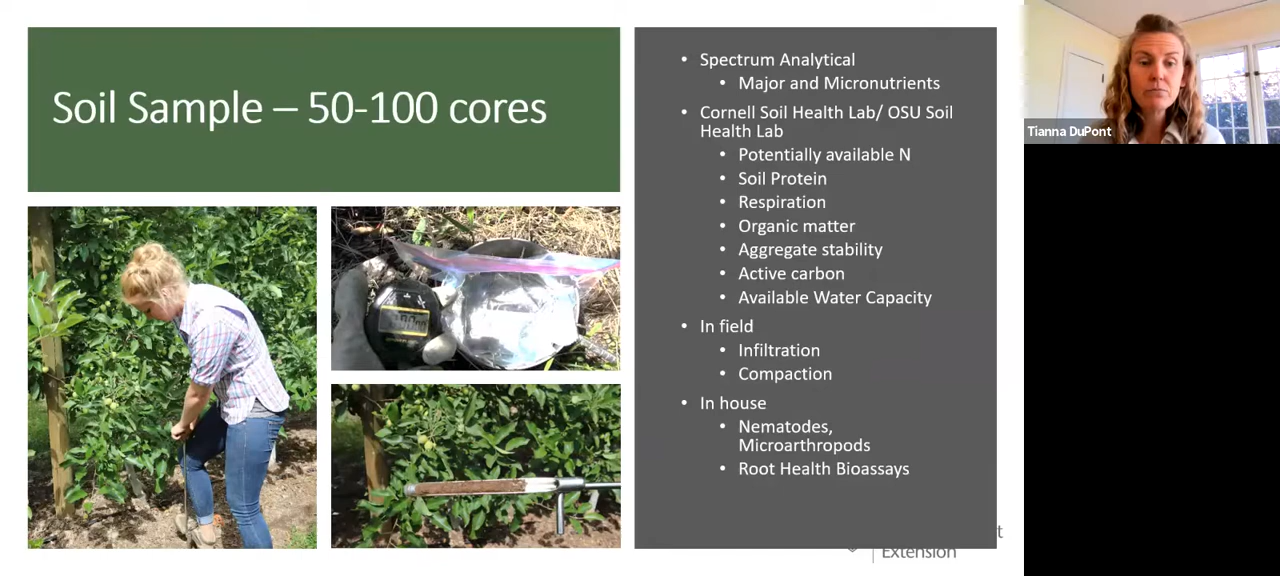 Soil Sample – 50-100 cores
• Spectrum Analytical
• Major and Micronutrients
• Cornell Soil Health Lab/ OSU Soil
Health Lab
• Potentially available N
• Soil Protein
• Respiration
• Organic matter
• Aggregate stability
• Active carbon
• Available Water Capacity
• In field
• Infiltration
• Compaction
• In house
• Nematodes,
Microarthropods
• Root Health Bioassays
Extension
Tianna DuPont